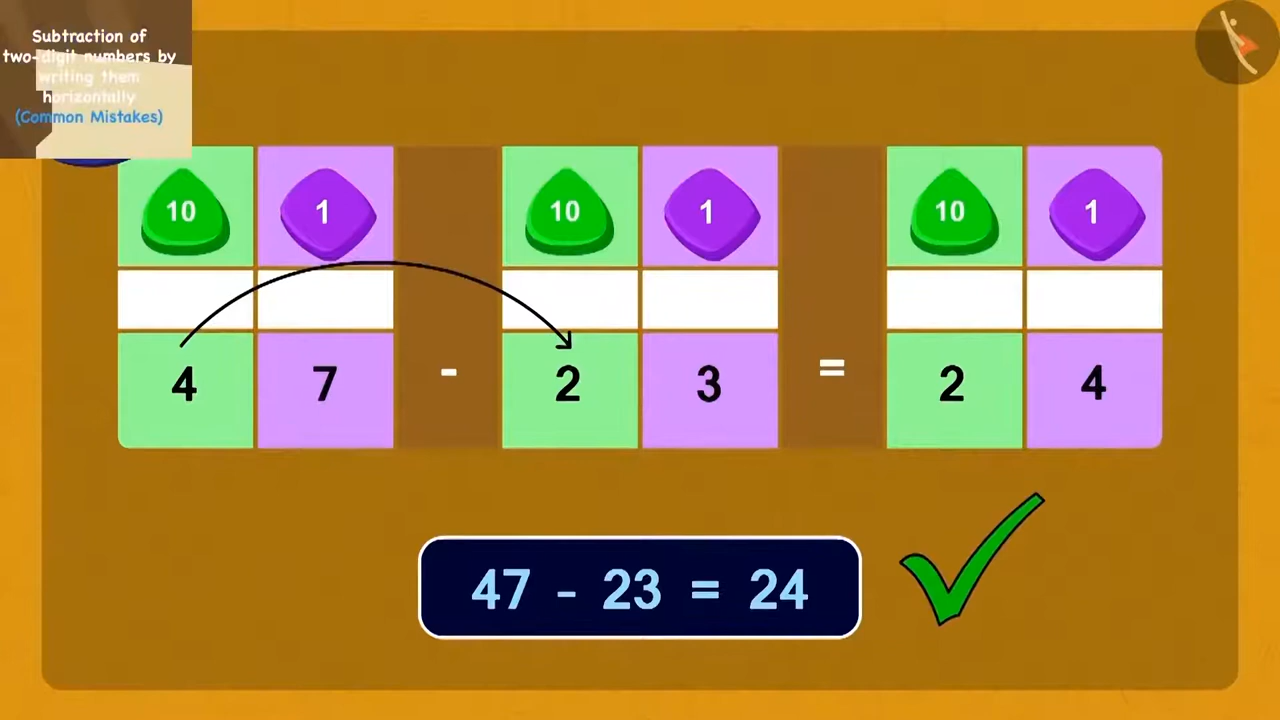 Subtraction of
two-digit numbers by
writing them
horizontally
(Common Mistakes)
10 1 10 1 10 1
4 7 - 2 3 = 2 4
47 - 23 = 24